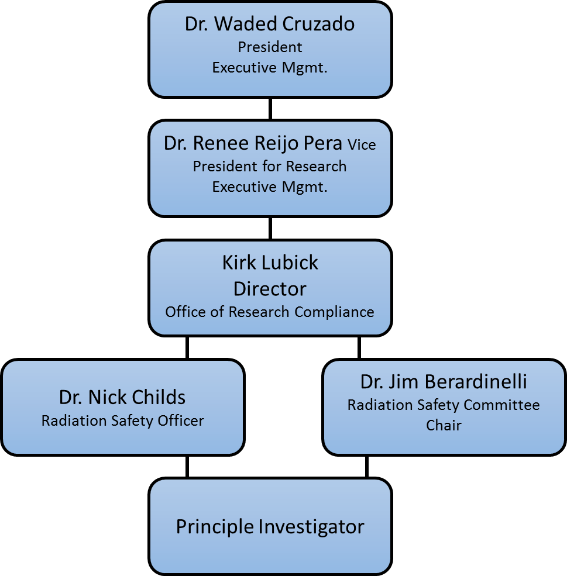 Dr. Waded Cruzado
President
Executive Mgmt.
Dr. Renee Reijo Pera Vice
President for Research
Executive Mgmt.
Kirk Lubick
Director
Office of Research Compliance
Dr. Nick Childs
Radiation Safety Officer
Dr. Jim Berardinelli
Radiation Safety Committee
Chair
Principle Investigator